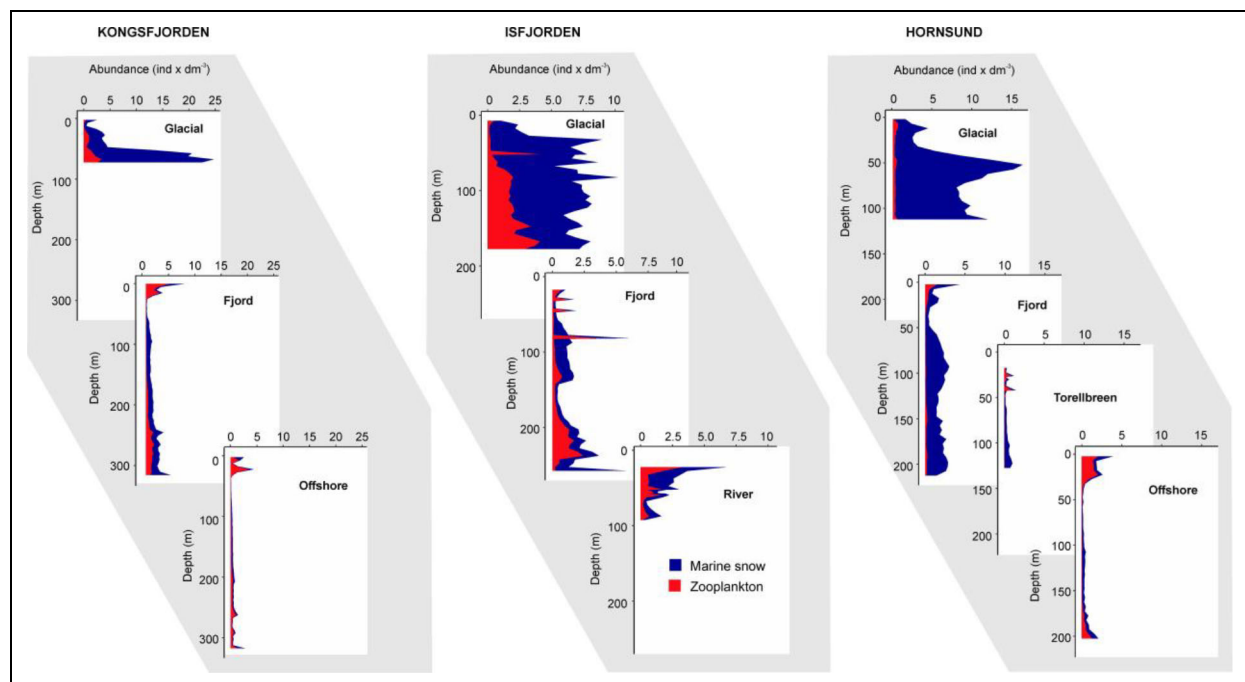 KONGSFJORDEN
Abundance (ind x dm⁻³)
0 5 10 15 20 25
Glacial
Depth (m)
0
100
200
300
0 5 10 15 20 25
Fjord
Depth (m)
0
100
200
300
0 5 10 15 20 25
Offshore
Depth (m)
0
100
200
300
ISFJORDEN
Abundance (ind x dm⁻³)
0 2.5 5.0 7.5 10
Glacial
Depth (m)
0
100
200
0 2.5 5.0 7.5 10
Fjord
Depth (m)
0
100
200
0 2.5 5.0 7.5 10
River
Depth (m)
0
100
200
Marine snow
Zooplankton
HORNSUND
Abundance (ind x dm⁻³)
0 5 10 15
Glacial
Depth (m)
0
50
100
150
200
0 5 10 15
Fjord
Depth (m)
0
50
100
150
200
0 5 10 15
Torellbreen
Depth (m)
0
50
100
150
200
0 5 10 15
Offshore
Depth (m)
0
50
100
150
200